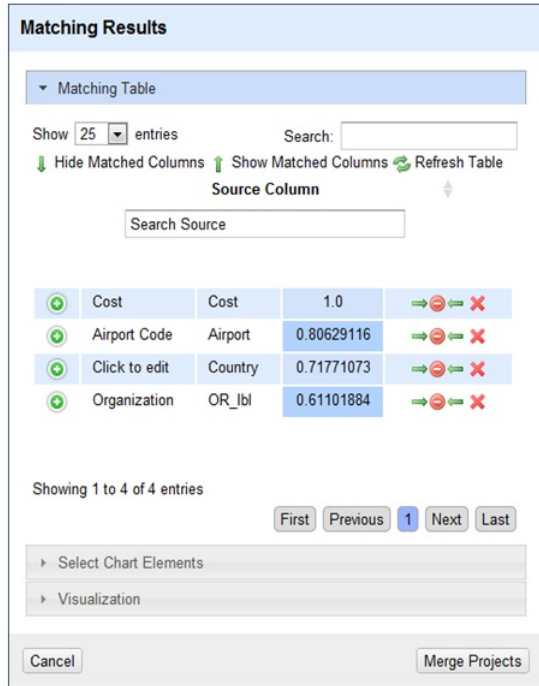 Matching Results
Matching Table
Show 25 entries Search:
Hide Matched Columns Show Matched Columns Refresh Table
Source Column
Search Source
Cost Cost 1.0
Airport Code Airport 0.80629116
Click to edit Country 0.71771073
Organization OR_lbl 0.61101884
Showing 1 to 4 of 4 entries
First Previous 1 Next Last
Select Chart Elements
Visualization
Cancel Merge Projects